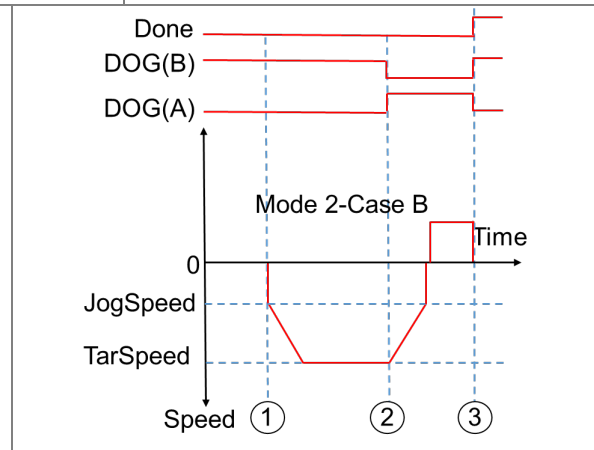 Done
DOG(B)
DOG(A)
Mode 2-Case B
Time
0
JogSpeed
TarSpeed
Speed ① ② ③